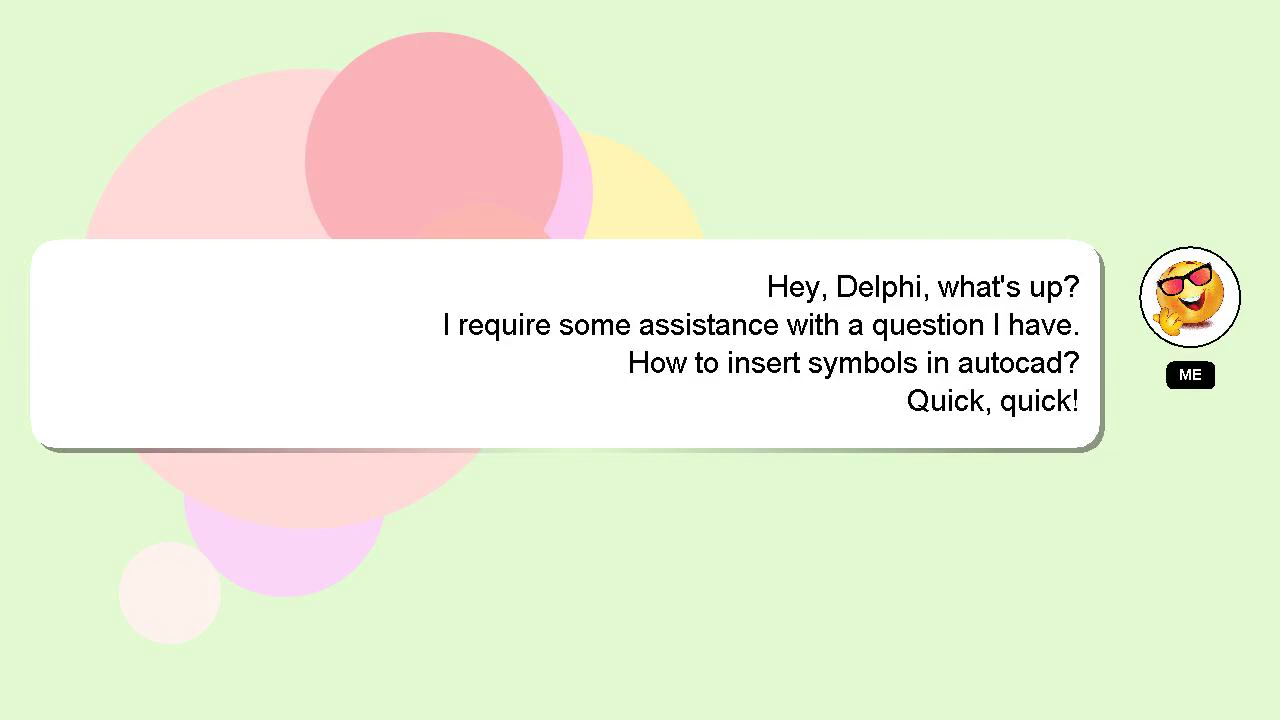 Hey, Delphi, what's up?
I require some assistance with a question I have.
How to insert symbols in autocad?
Quick, quick!
ME